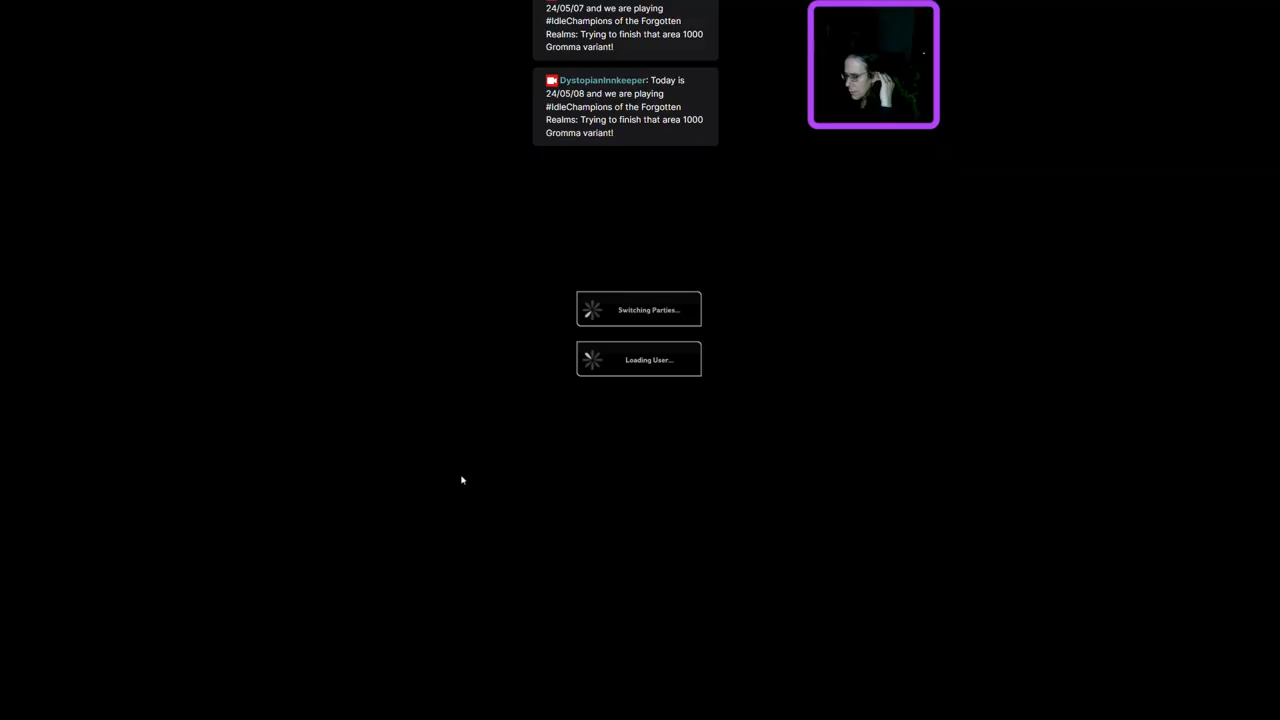 24/05/07 and we are playing
#IdleChampions of the Forgotten
Realms: Trying to finish that area 1000
Gromma variant!
DystopianInnkeeper: Today is
24/05/08 and we are playing
#IdleChampions of the Forgotten
Realms: Trying to finish that area 1000
Gromma variant!
Switching Parties...
Loading User...